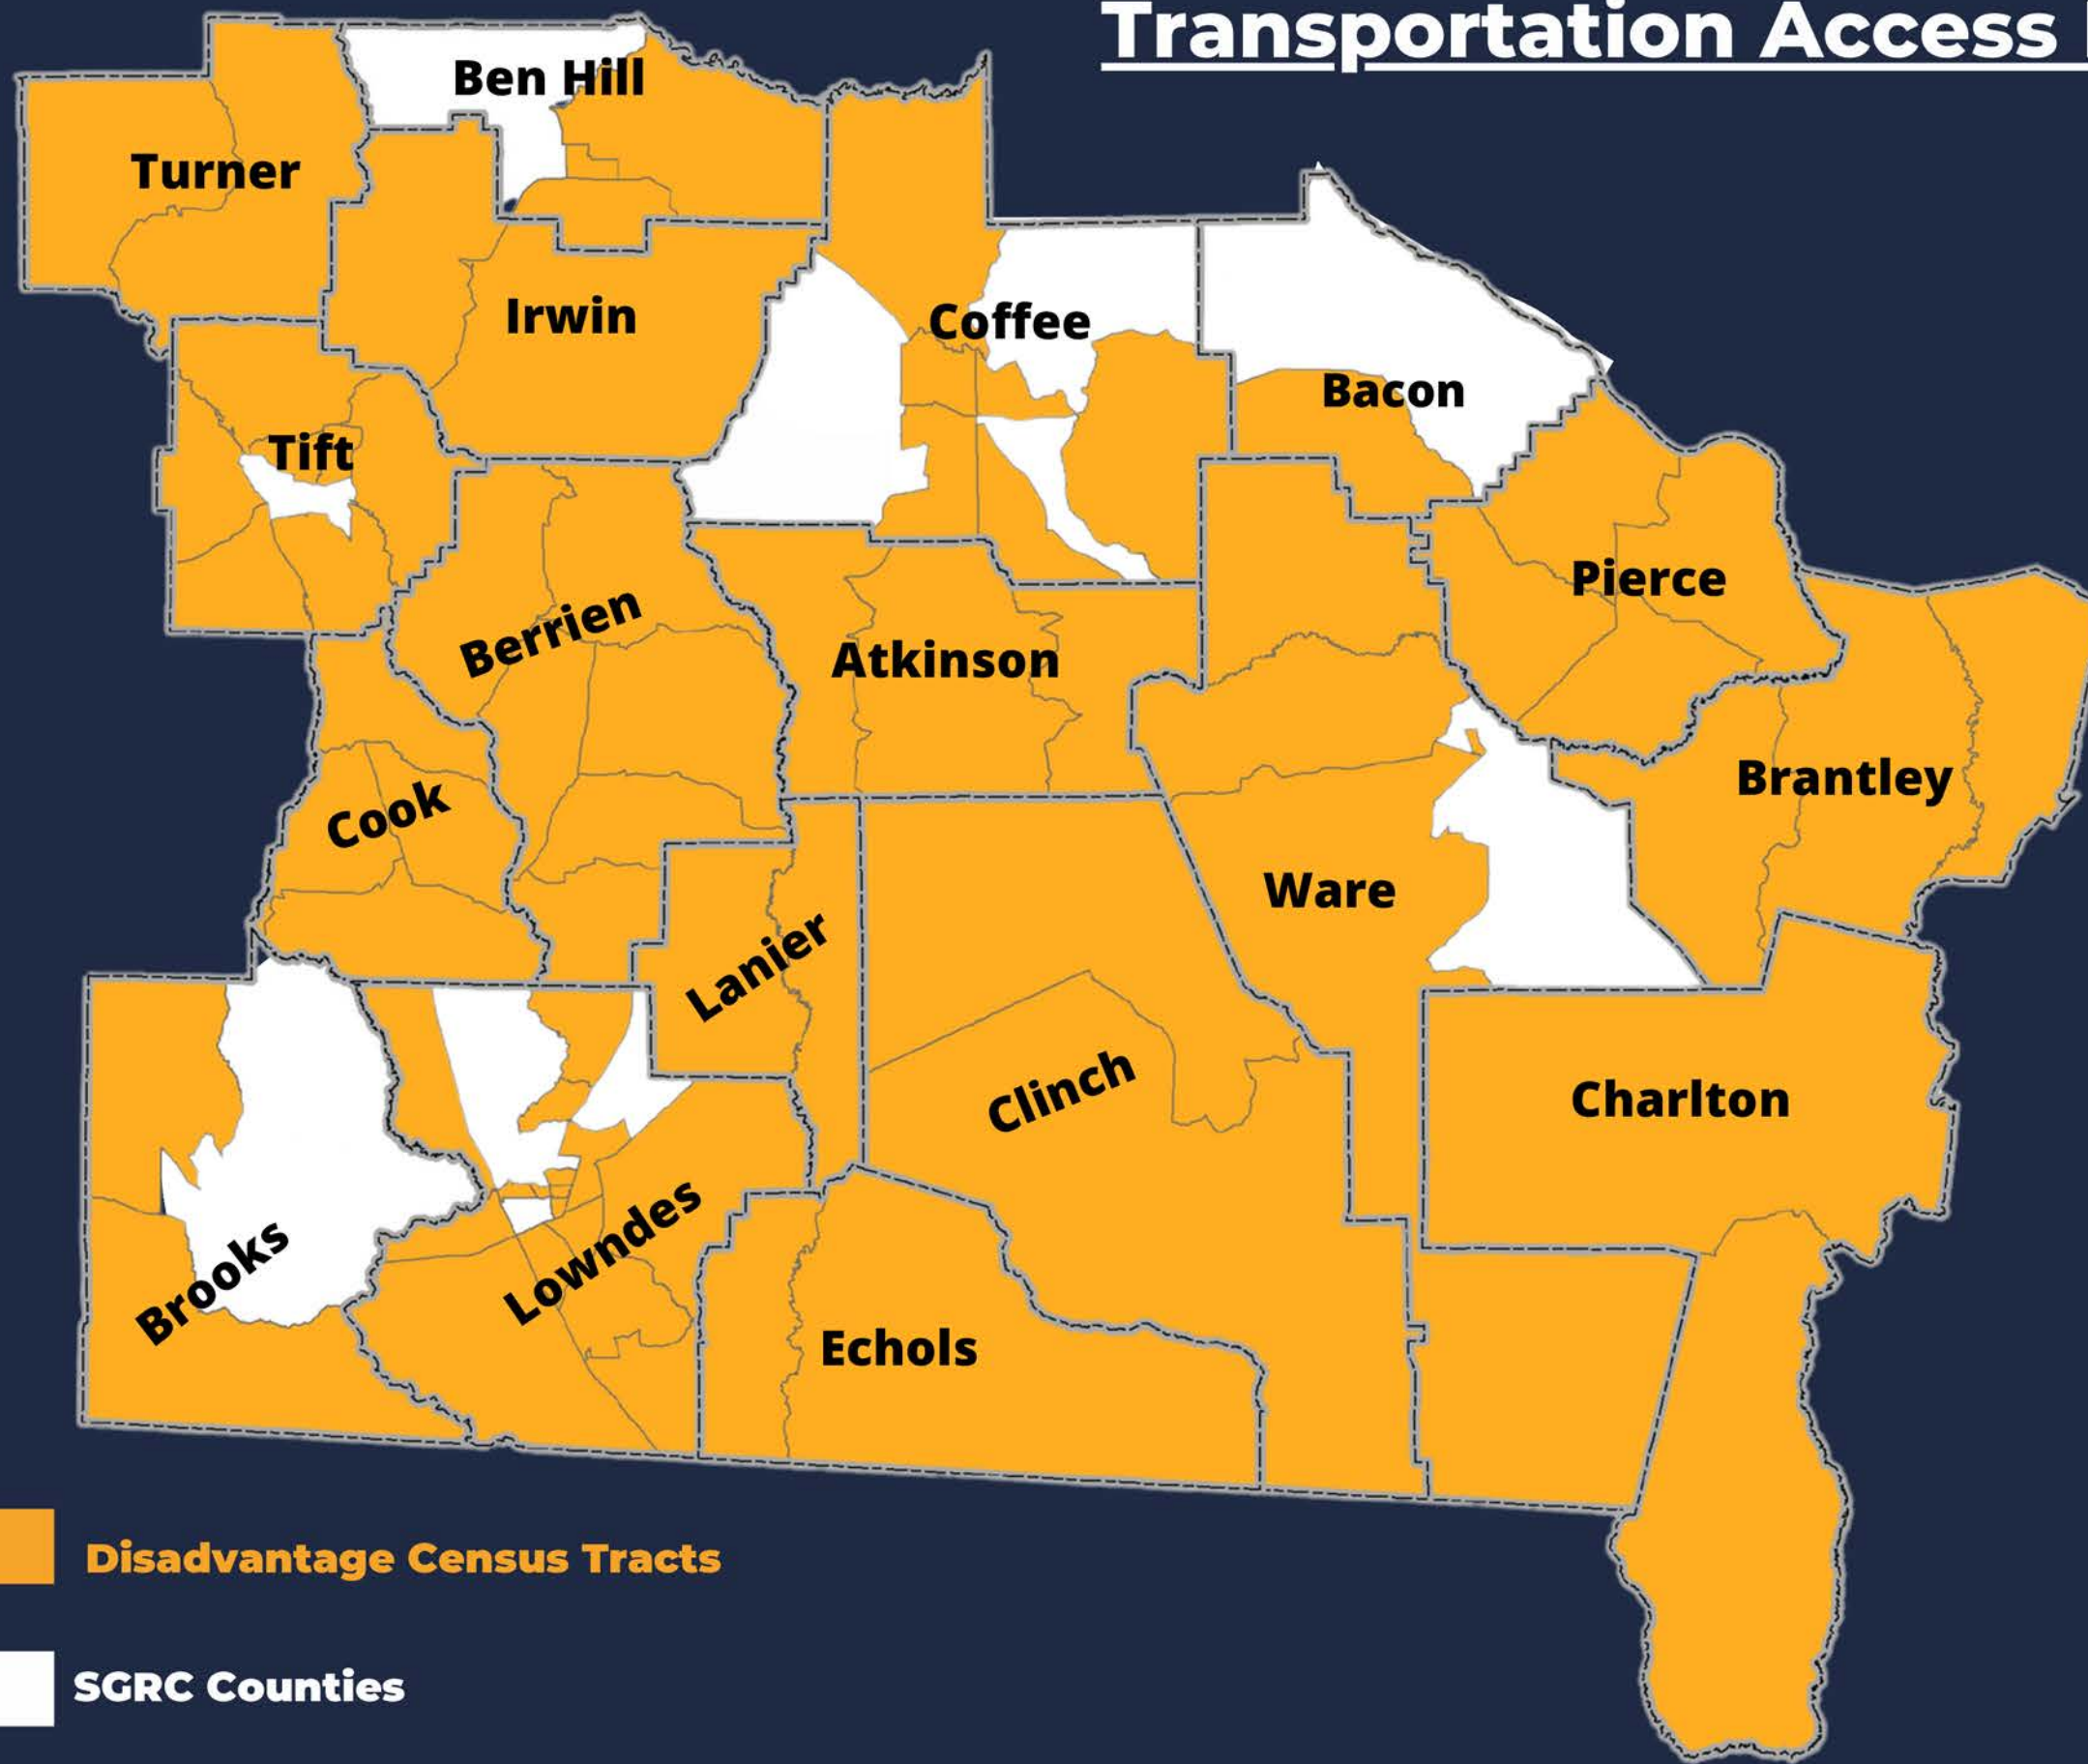 Transportation Access
Ben Hill
Turner
Irwin
Coffee
Bacon
Tift
Pierce
Berrien
Atkinson
Brantley
Cook
Ware
Lanier
Clinch
Charlton
Brooks
Lowndes
Echols
Disadvantage Census Tracts
SGRC Counties